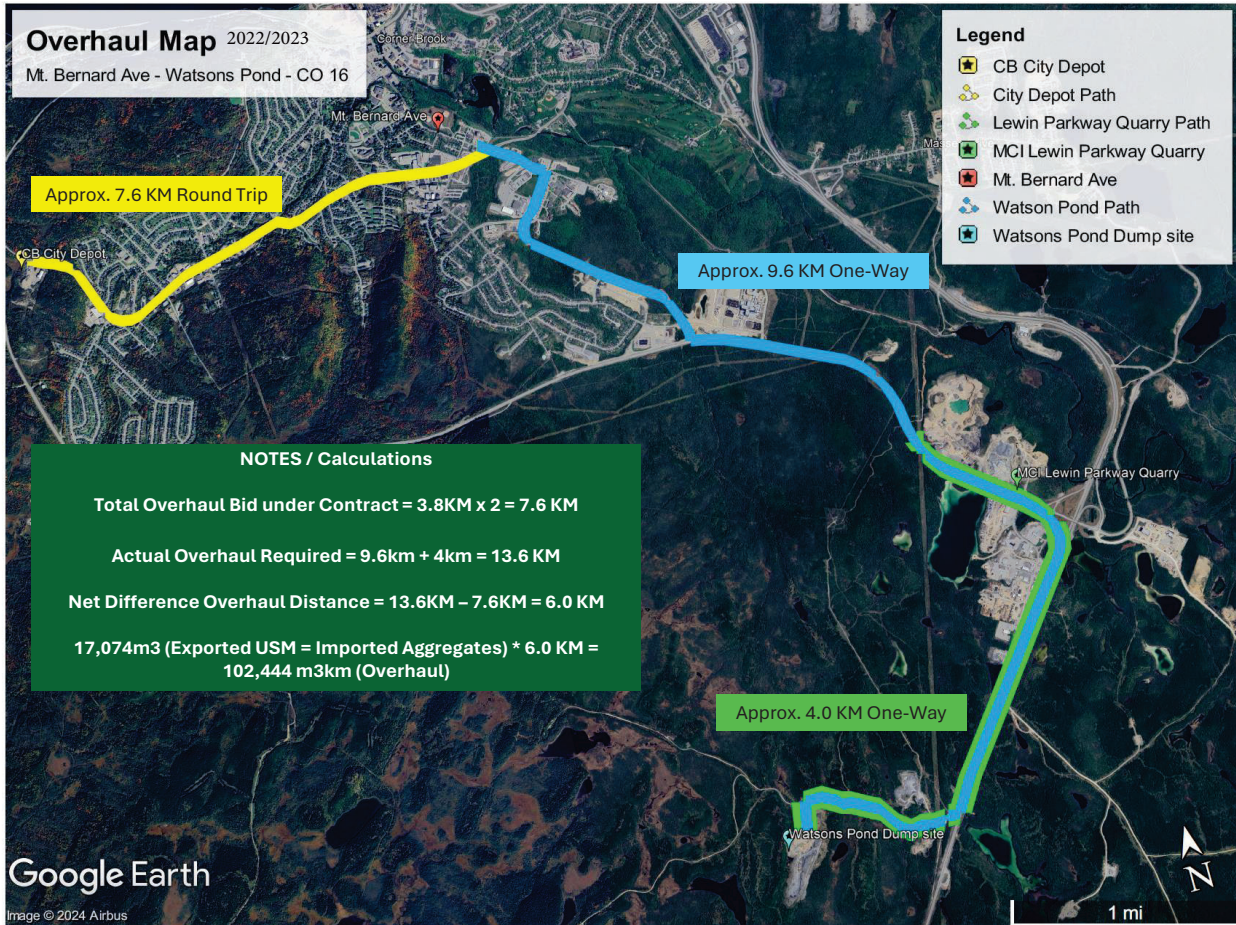 Overhaul Map 2022/2023
Mt. Bernard Ave - Watsons Pond - CO 16
Corner Brook
Mt. Bernard Ave
Legend
CB City Depot
City Depot Path
Lewin Parkway Quarry Path
MCI Lewin Parkway Quarry
Mt. Bernard Ave
Watson Pond Path
Watsons Pond Dump site
Approx. 7.6 KM Round Trip
CB City Depot
Approx. 9.6 KM One-Way
NOTES / Calculations
Total Overhaul Bid under Contract = 3.8KM x 2 = 7.6 KM
Actual Overhaul Required = 9.6km + 4km = 13.6 KM
Net Difference Overhaul Distance = 13.6KM – 7.6KM = 6.0 KM
17,074m3 (Exported USM = Imported Aggregates) * 6.0 KM =
102,444 m3km (Overhaul)
MCI Lewin Parkway Quarry
Approx. 4.0 KM One-Way
Watsons Pond Dump site
Google Earth
Image © 2024 Airbus
N
1 mi